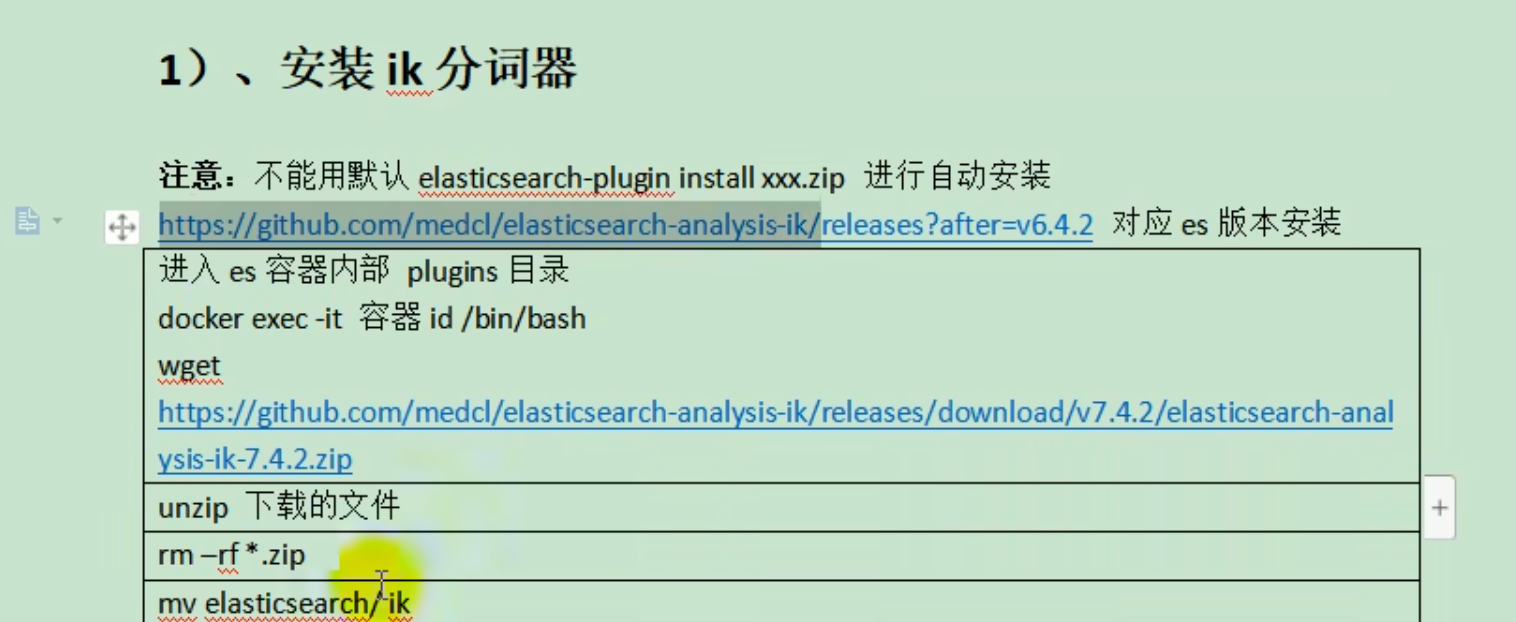 1）、安装 ik 分词器
注意：不能用默认 elasticsearch-plugin install xxx.zip 进行自动安装
https://github.com/medcl/elasticsearch-analysis-ik/releases?after=v6.4.2 对应 es 版本安装
进入 es 容器内部 plugins 目录
docker exec -it 容器 id /bin/bash
wget
https://github.com/medcl/elasticsearch-analysis-ik/releases/download/v7.4.2/elasticsearch-anal
ysis-ik-7.4.2.zip
unzip 下载的文件
rm –rf *.zip
mv elasticsearch/ ik